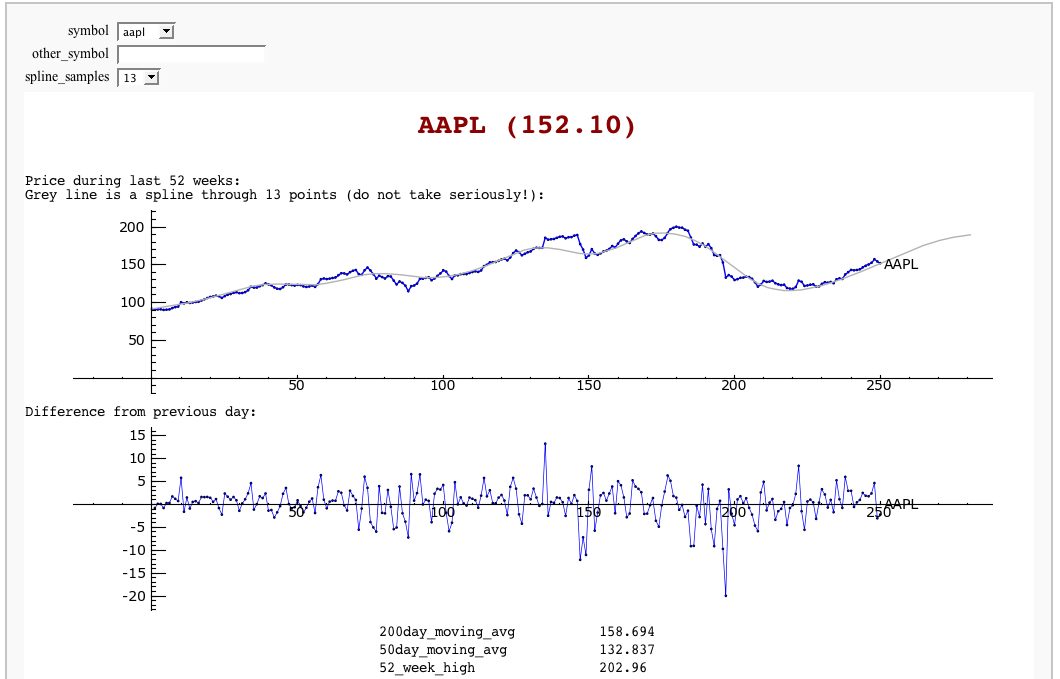 symbol aapl
other_symbol
spline_samples 13
AAPL (152.10)
Price during last 52 weeks:
Grey line is a spline through 13 points (do not take seriously!):
200
150
100
50
AAPL
50 100 150 200 250
Difference from previous day:
15
10
5
-5
-10
-15
-20
AAPL
50 100 150 200 250
200day_moving_avg 158.694
50day_moving_avg 132.837
52_week_high 202.96